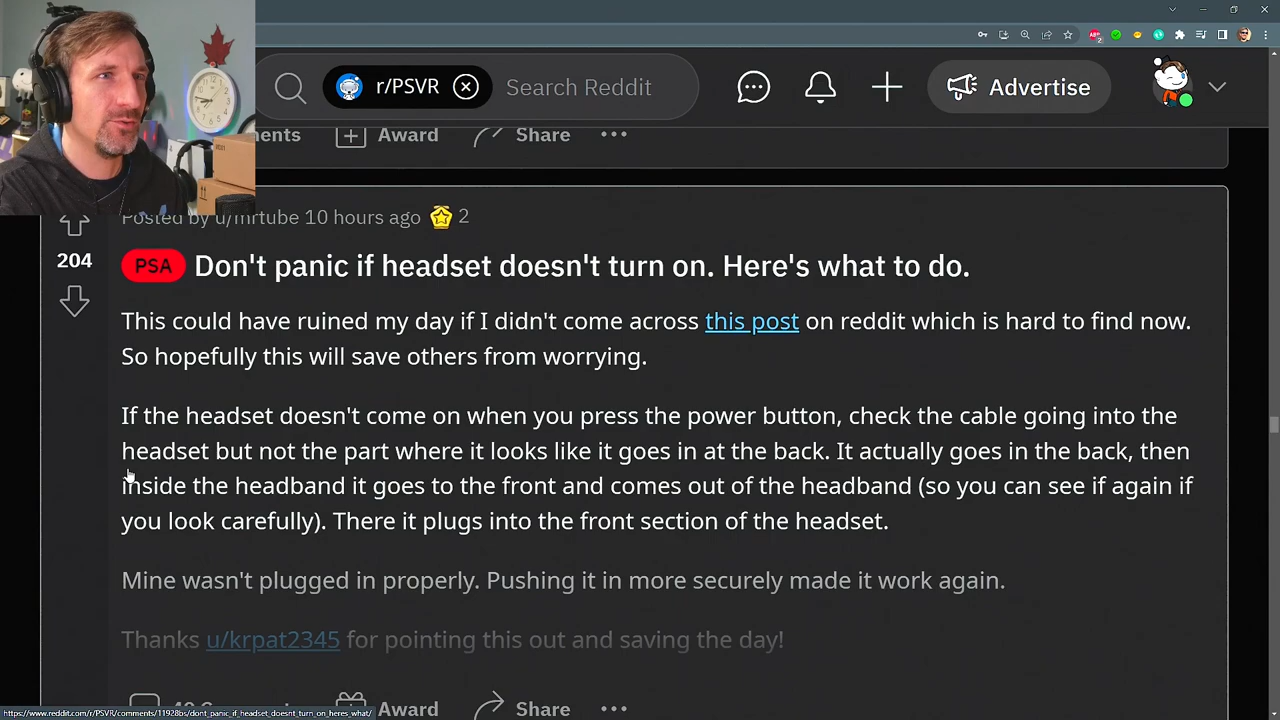 r/PSVR
Search Reddit
Advertise
Award
Share
Posted by u/mrtube 10 hours ago
2
204
PSA
Don't panic if headset doesn't turn on. Here's what to do.
This could have ruined my day if I didn't come across this post on reddit which is hard to find now.
So hopefully this will save others from worrying.
If the headset doesn't come on when you press the power button, check the cable going into the
headset but not the part where it looks like it goes in at the back. It actually goes in the back, then
inside the headband it goes to the front and comes out of the headband (so you can see if again if
you look carefully). There it plugs into the front section of the headset.
Mine wasn't plugged in properly. Pushing it in more securely made it work again.
Thanks u/krpat2345 for pointing this out and saving the day!
Award
Share
https://www.reddit.com/r/PSVR/comments/11928bs/dont_panic_if_headset_doesnt_turn_on_heres_what/